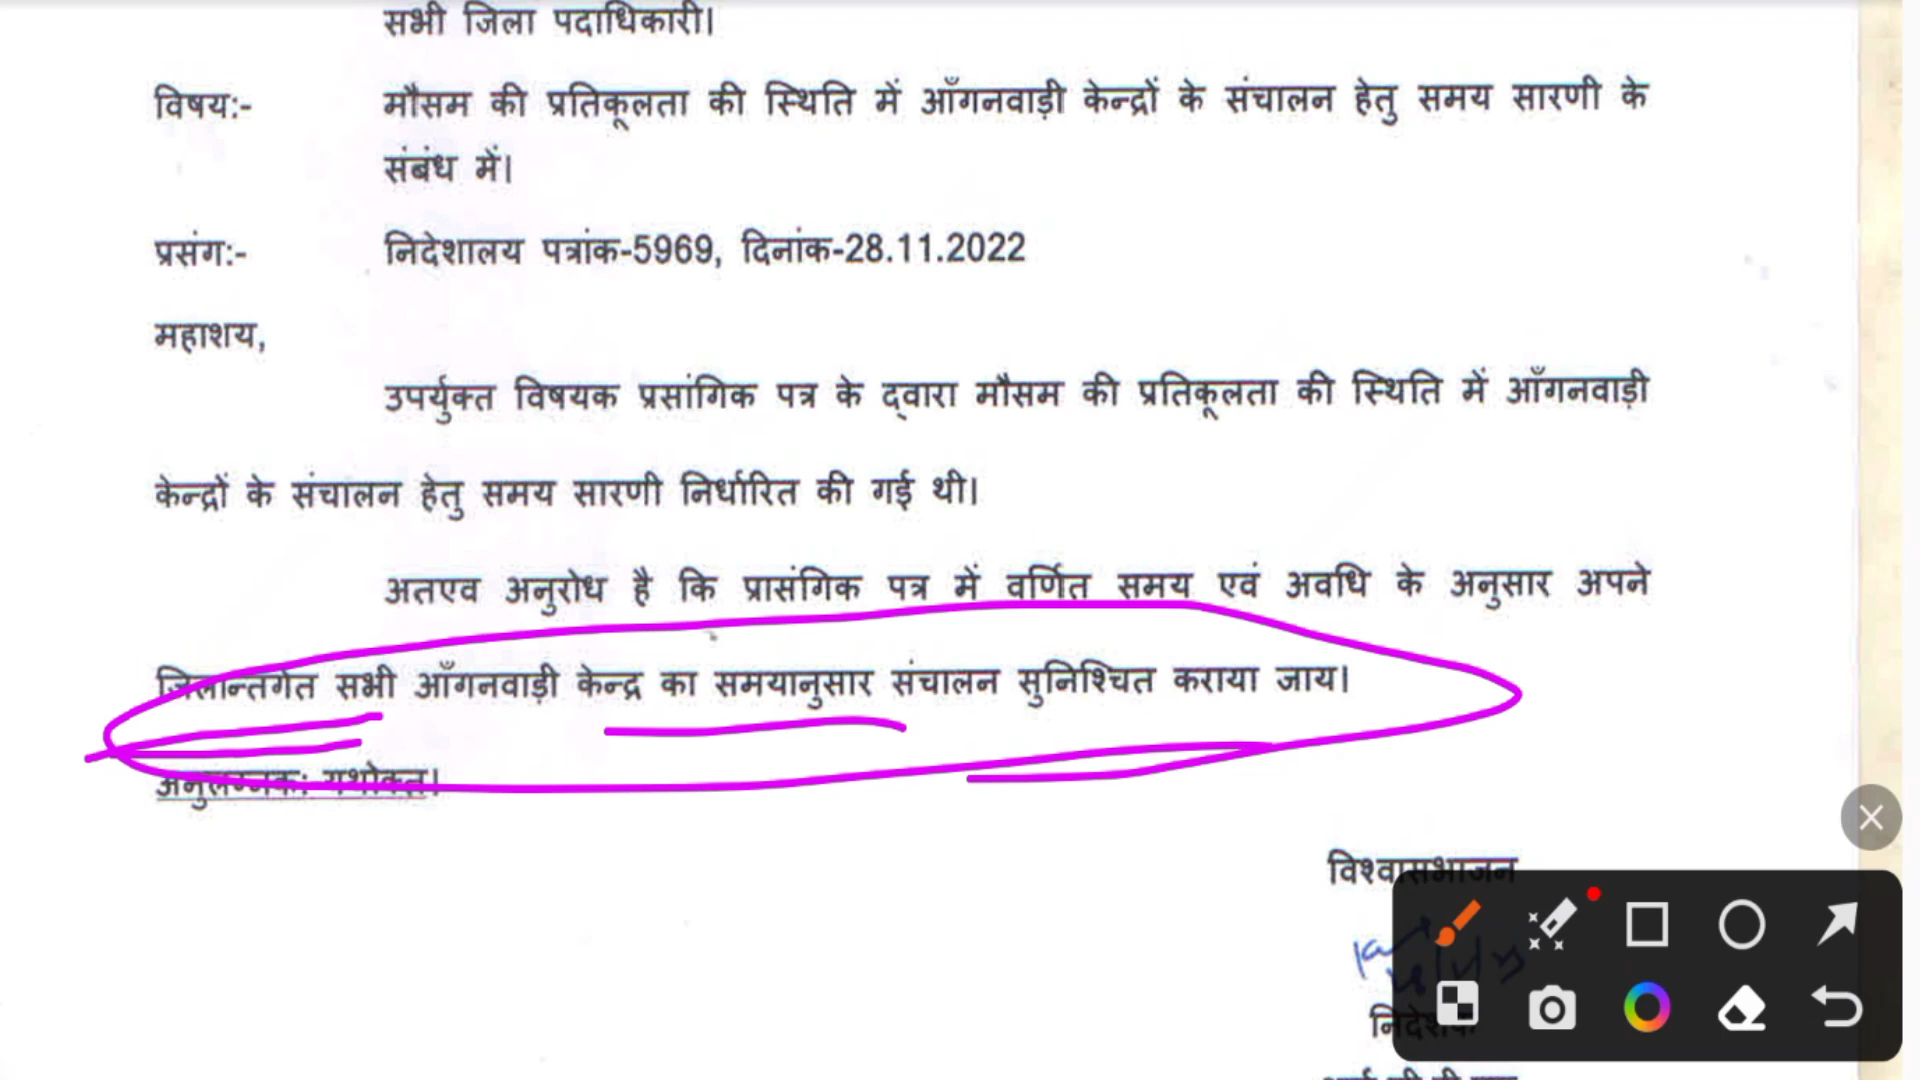 सभी जिला पदाधिकारी।
विषय:- मौसम की प्रतिकूलता की स्थिति में आँगनवाड़ी केन्द्रों के संचालन हेतु समय सारणी के
संबंध में।
प्रसंग:- निदेशालय पत्रांक-5969, दिनांक-28.11.2022
महाशय,
उपर्युक्त विषयक प्रसांगिक पत्र के द्वारा मौसम की प्रतिकूलता की स्थिति में आँगनवाड़ी
केन्द्रों के संचालन हेतु समय सारणी निर्धारित की गई थी।
अतएव अनुरोध है कि प्रासंगिक पत्र में वर्णित समय एवं अवधि के अनुसार अपने
जिलान्तर्गत सभी आँगनवाड़ी केन्द्र का समयानुसार संचालन सुनिश्चित कराया जाय।
अनुलग्नक: यथोक्त।
विश्वासभाजन
निदेशक